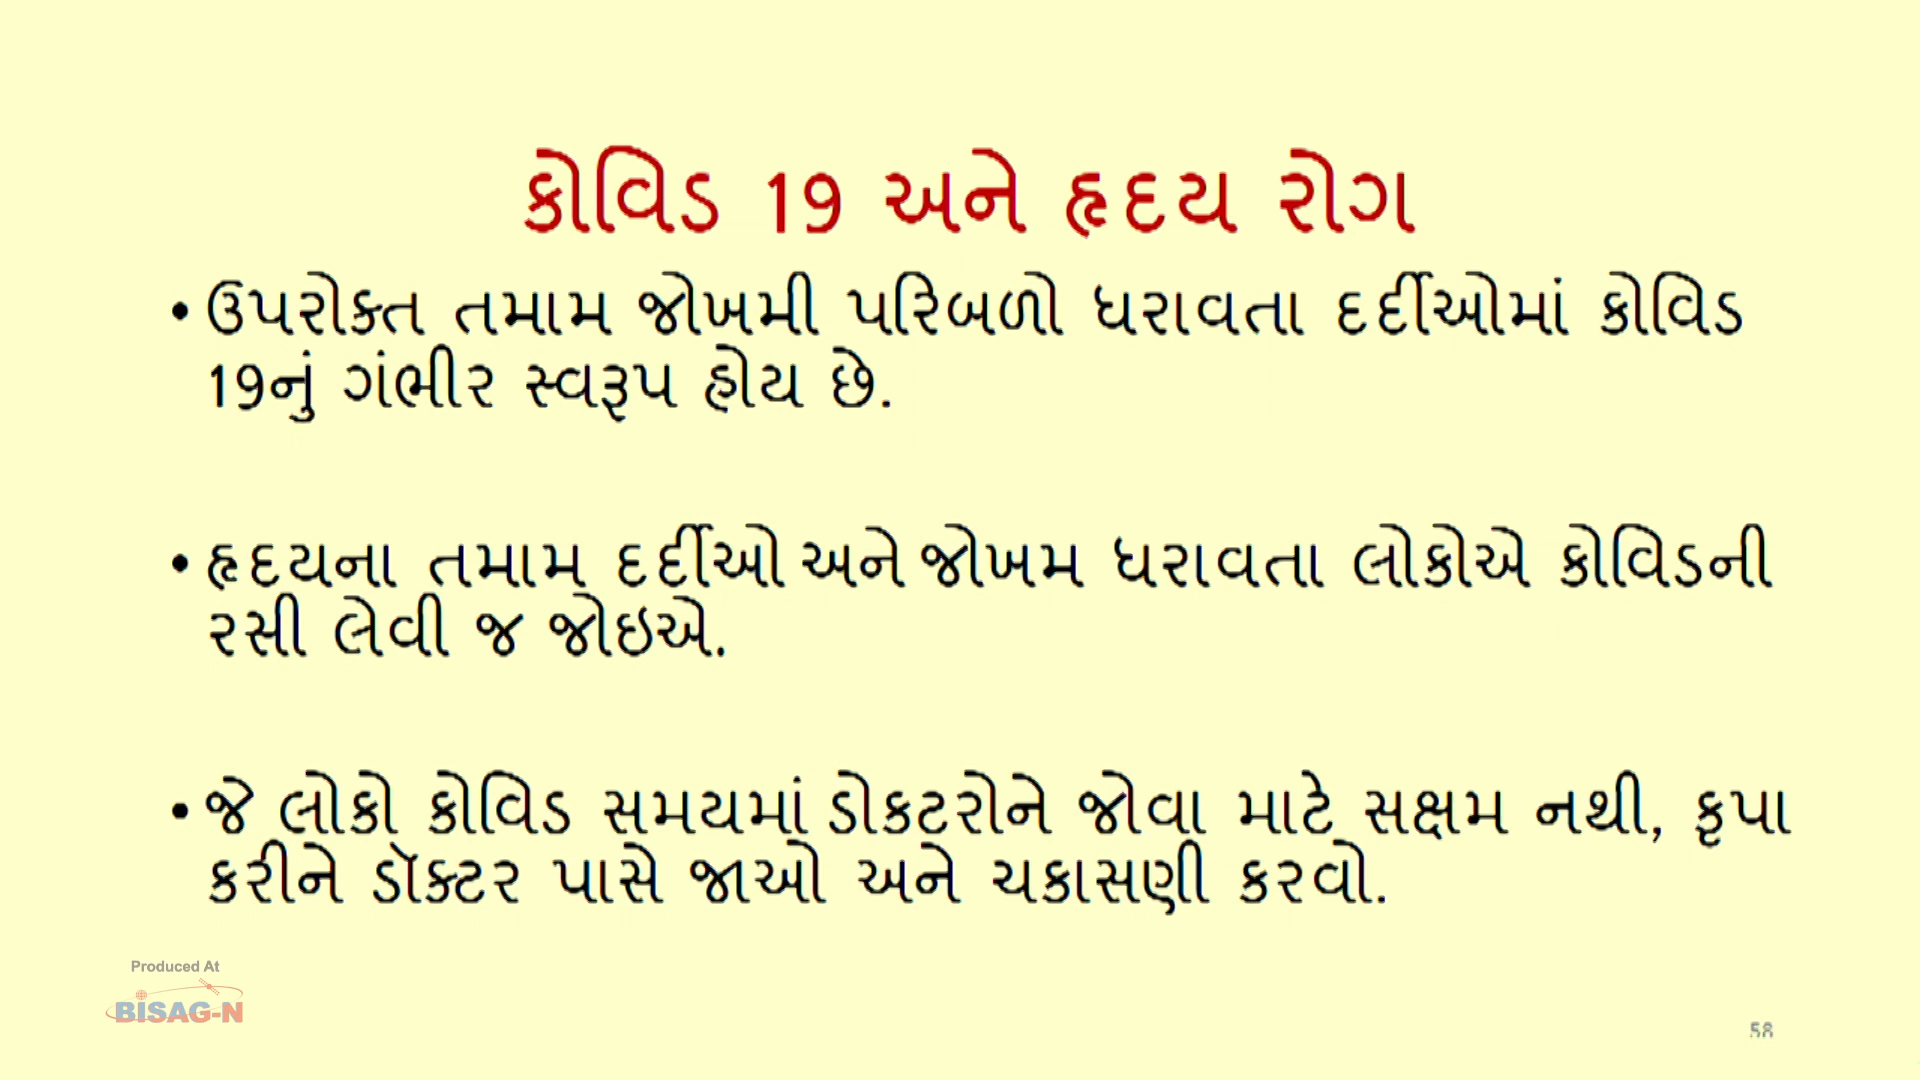 કોવિડ 19 અને હૃદય રોગ
• ઉપરોક્ત તમામ જોખમી પરિબળો ધરાવતા દર્દીઓમાં કોવિડ
19નું ગંભીર સ્વરૂપ હોય છે.
• હૃદયના તમામ દર્દીઓ અને જોખમ ધરાવતા લોકોએ કોવિડની
રસી લેવી જ જોઇએ.
• જે લોકો કોવિડ સમયમાં ડોકટરોને જોવા માટે સક્ષમ નથી, કૃપા
કરીને ડૉક્ટર પાસે જાઓ અને ચકાસણી કરવો.
Produced At
BISAG-N
58